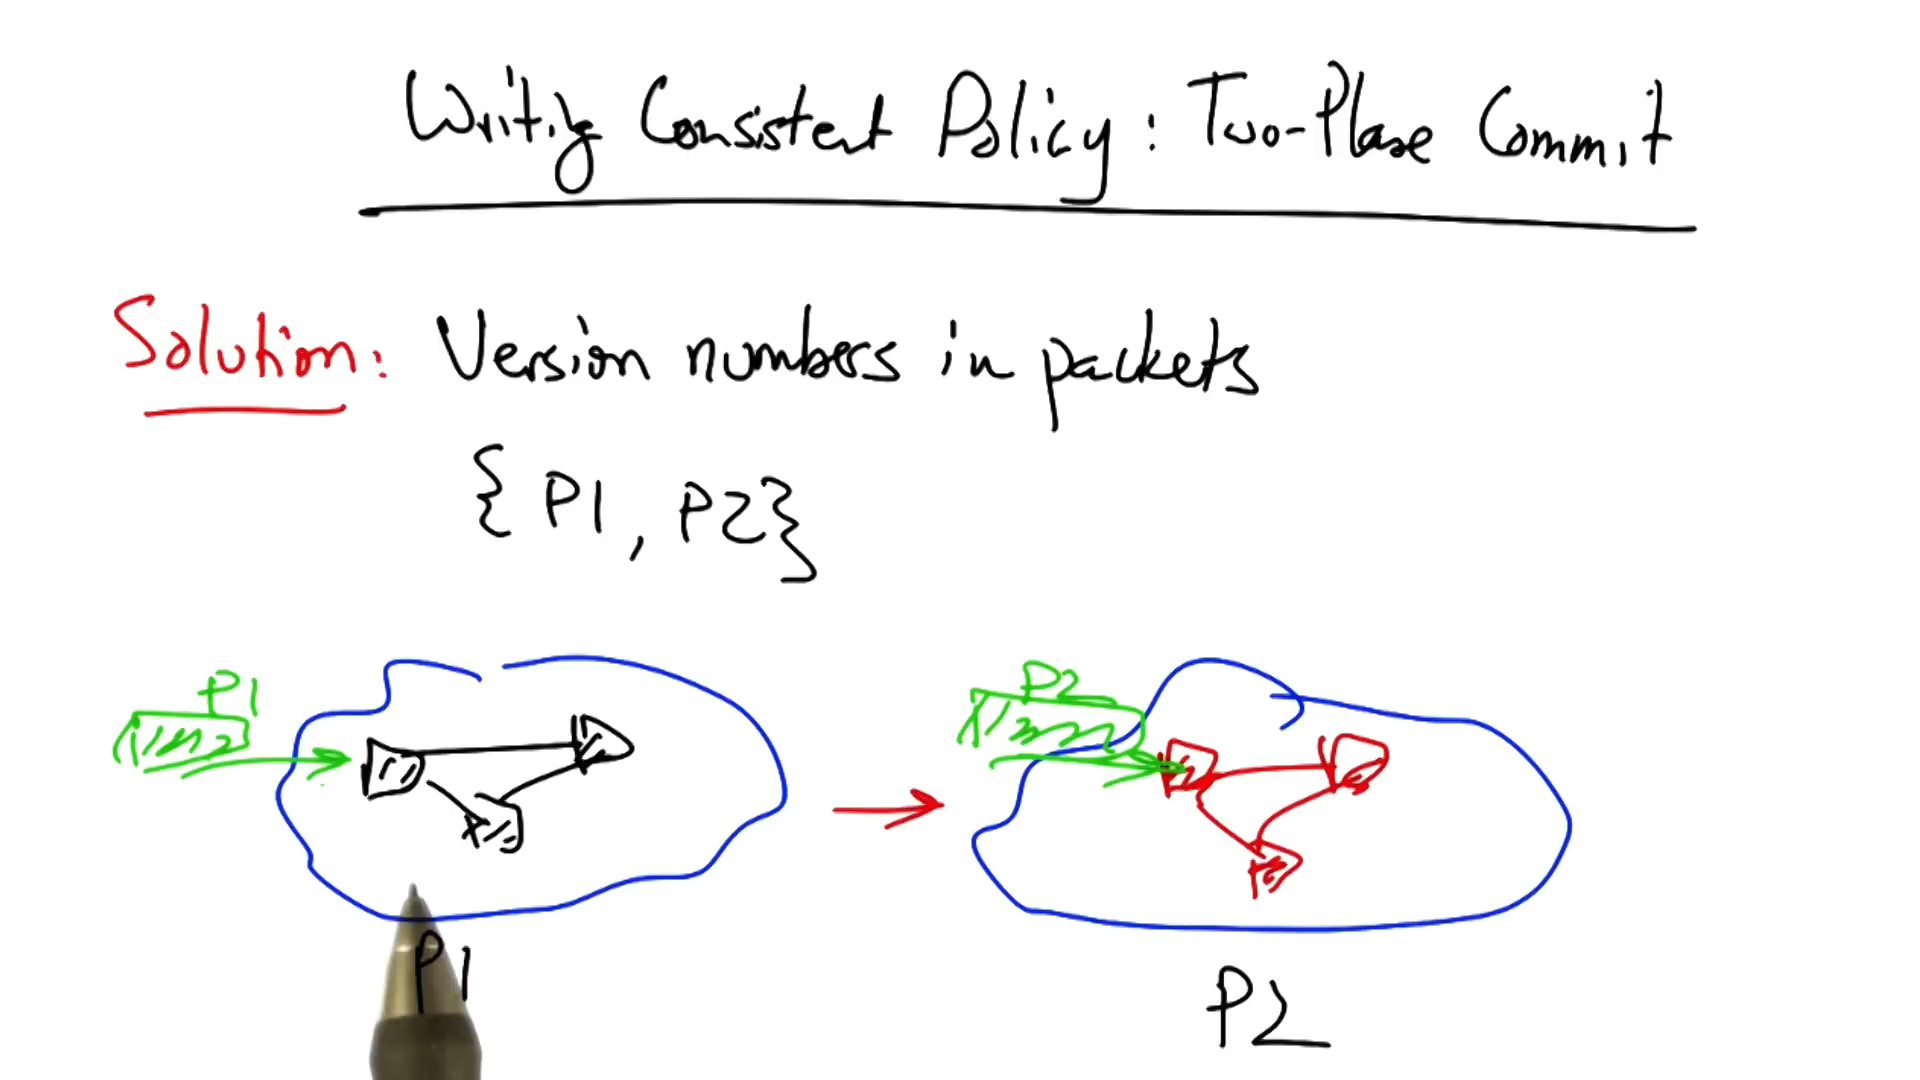 Writing Consistent Policy: Two-Phase Commit
Solution: Version numbers in packets
{P1, P2}
P1
P2
P1
P2